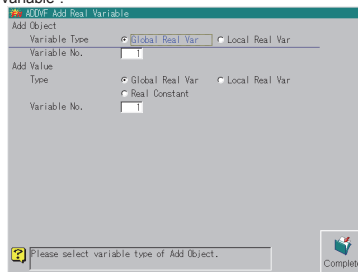 variable".
ADDVF Add Real Variable
Add Object
Variable Type Global Real Var Local Real Var
Variable No. 1
Add Value
Type Global Real Var Local Real Var
Real Constant
Variable No. 1
Please select variable type of Add Object.
Complete